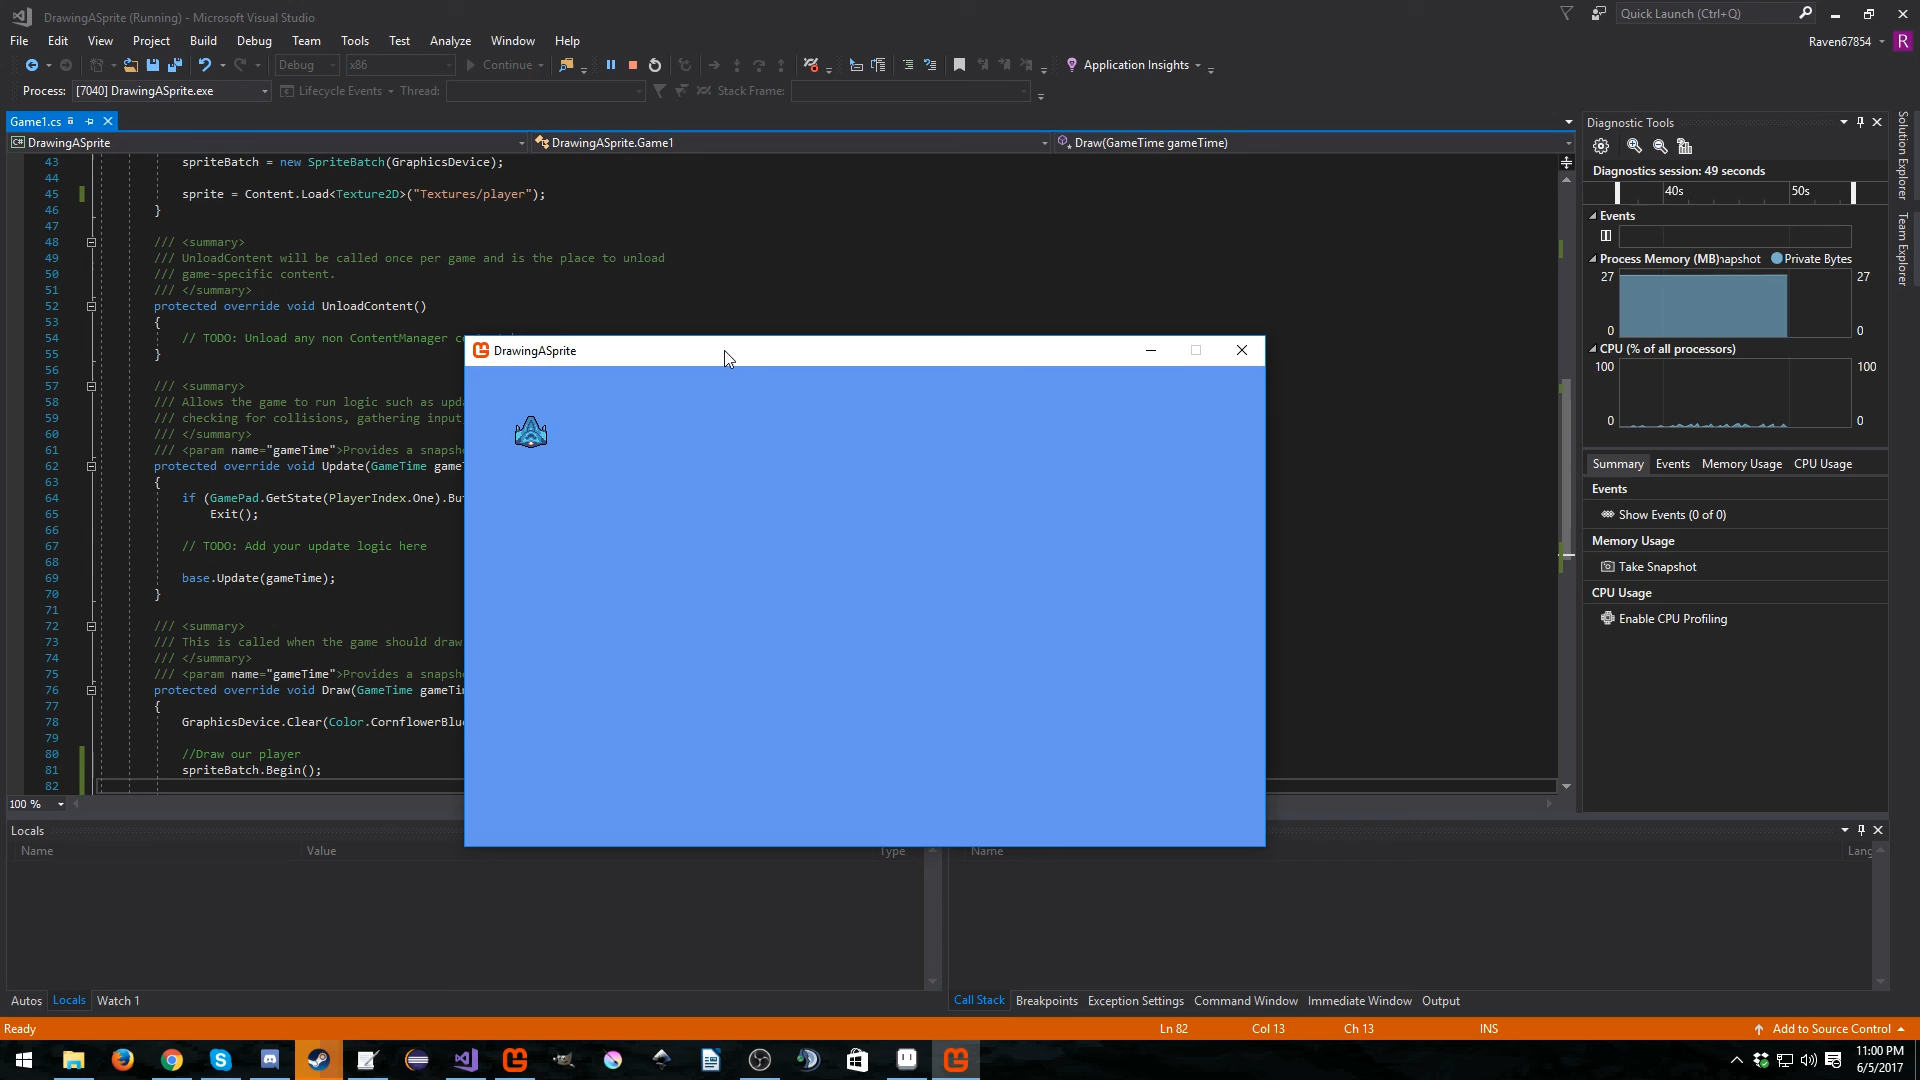 DrawingASprite (Running) - Microsoft Visual Studio
Quick Launch (Ctrl+Q)
File Edit View Project Build Debug Team Tools Test Analyze Window Help
Raven67854 R
Debug x86 Continue Application Insights
Process: [7040] DrawingASprite.exe Lifecycle Events Thread: Stack Frame:
Game1.cs
C# DrawingASprite DrawingASprite.Game1 Draw(GameTime gameTime)
43 spriteBatch = new SpriteBatch(GraphicsDevice);
44
45 sprite = Content.Load<Texture2D>("Textures/player");
46 }
47
48 /// <summary>
49 /// UnloadContent will be called once per game and is the place to unload
50 /// game-specific content.
51 /// </summary>
52 protected override void UnloadContent()
53 {
54 // TODO: Unload any non ContentManager
55 }
56
57 /// <summary>
58 /// Allows the game to run logic such as upda
59 /// checking for collisions, gathering input,
60 /// </summary>
61 /// <param name="gameTime">Provides a snapsho
62 protected override void Update(GameTime gameT
63 {
64 if (GamePad.GetState(PlayerIndex.One).But
65 Exit();
66
67 // TODO: Add your update logic here
68
69 base.Update(gameTime);
70 }
71
72 /// <summary>
73 /// This is called when the game should draw
74 /// </summary>
75 /// <param name="gameTime">Provides a snapsho
76 protected override void Draw(GameTime gameTim
77 {
78 GraphicsDevice.Clear(Color.CornflowerBlue
79
80 //Draw our player
81 spriteBatch.Begin();
82
100 %
DrawingASprite
Diagnostic Tools
Diagnostics session: 49 seconds
40s 50s
Events
Process Memory (MB) napshot Private Bytes
27 27
0 0
CPU (% of all processors)
100 100
0 0
Summary Events Memory Usage CPU Usage
Events
Show Events (0 of 0)
Memory Usage
Take Snapshot
CPU Usage
Enable CPU Profiling
Solution Explorer
Team Explorer
Locals
Name Value Type
Name Lang
Autos Locals Watch 1
Call Stack Breakpoints Exception Settings Command Window Immediate Window Output
Ready Ln 82 Col 13 Ch 13 INS Add to Source Control
11:00 PM
6/5/2017